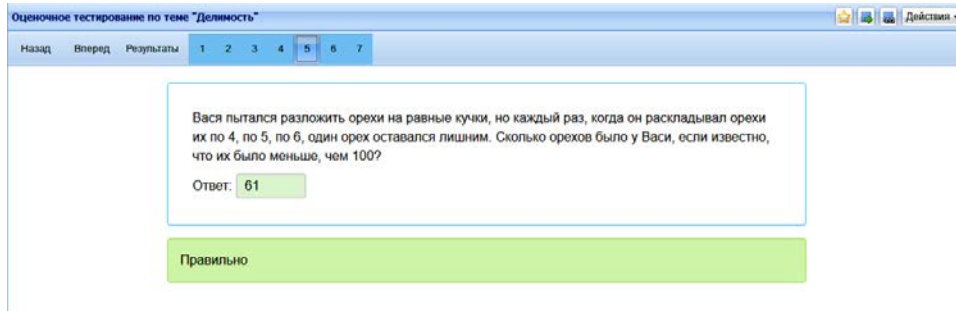 Оценочное тестирование по теме "Делимость"
Действия
Назад Вперед Результаты 1 2 3 4 5 6 7
Вася пытался разложить орехи на равные кучки, но каждый раз, когда он раскладывал орехи
их по 4, по 5, по 6, один орех оставался лишним. Сколько орехов было у Васи, если известно,
что их было меньше, чем 100?
Ответ: 61
Правильно